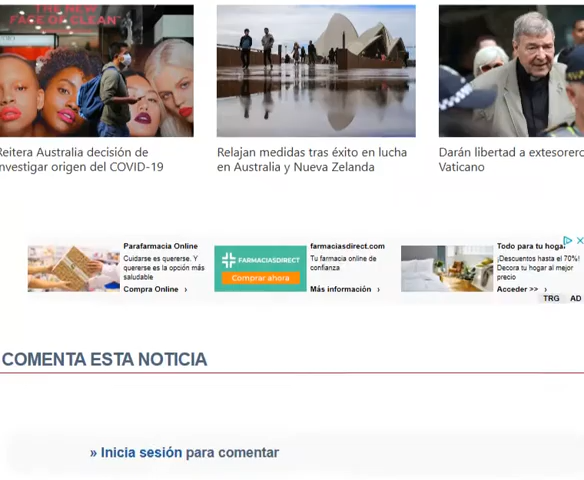 THE NEW
FACE OF CLEAN
Reitera Australia decisión de
investigar origen del COVID-19
Relajan medidas tras éxito en lucha
en Australia y Nueva Zelanda
Darán libertad a extesorero
Vaticano
Parafarmacia Online
Cuidarse es quererse. Y
quererse es la opción más
saludable
Compra Online ›
FARMACIASDIRECT
Comprar ahora
farmaciasdirect.com
Tu farmacia online de
confianza
Más información ›
Todo para tu hogar
¡Descuentos hasta el 70%!
Decora tu hogar al mejor
precio
Acceder >> ›
TRG AD
COMENTA ESTA NOTICIA
» Inicia sesión para comentar